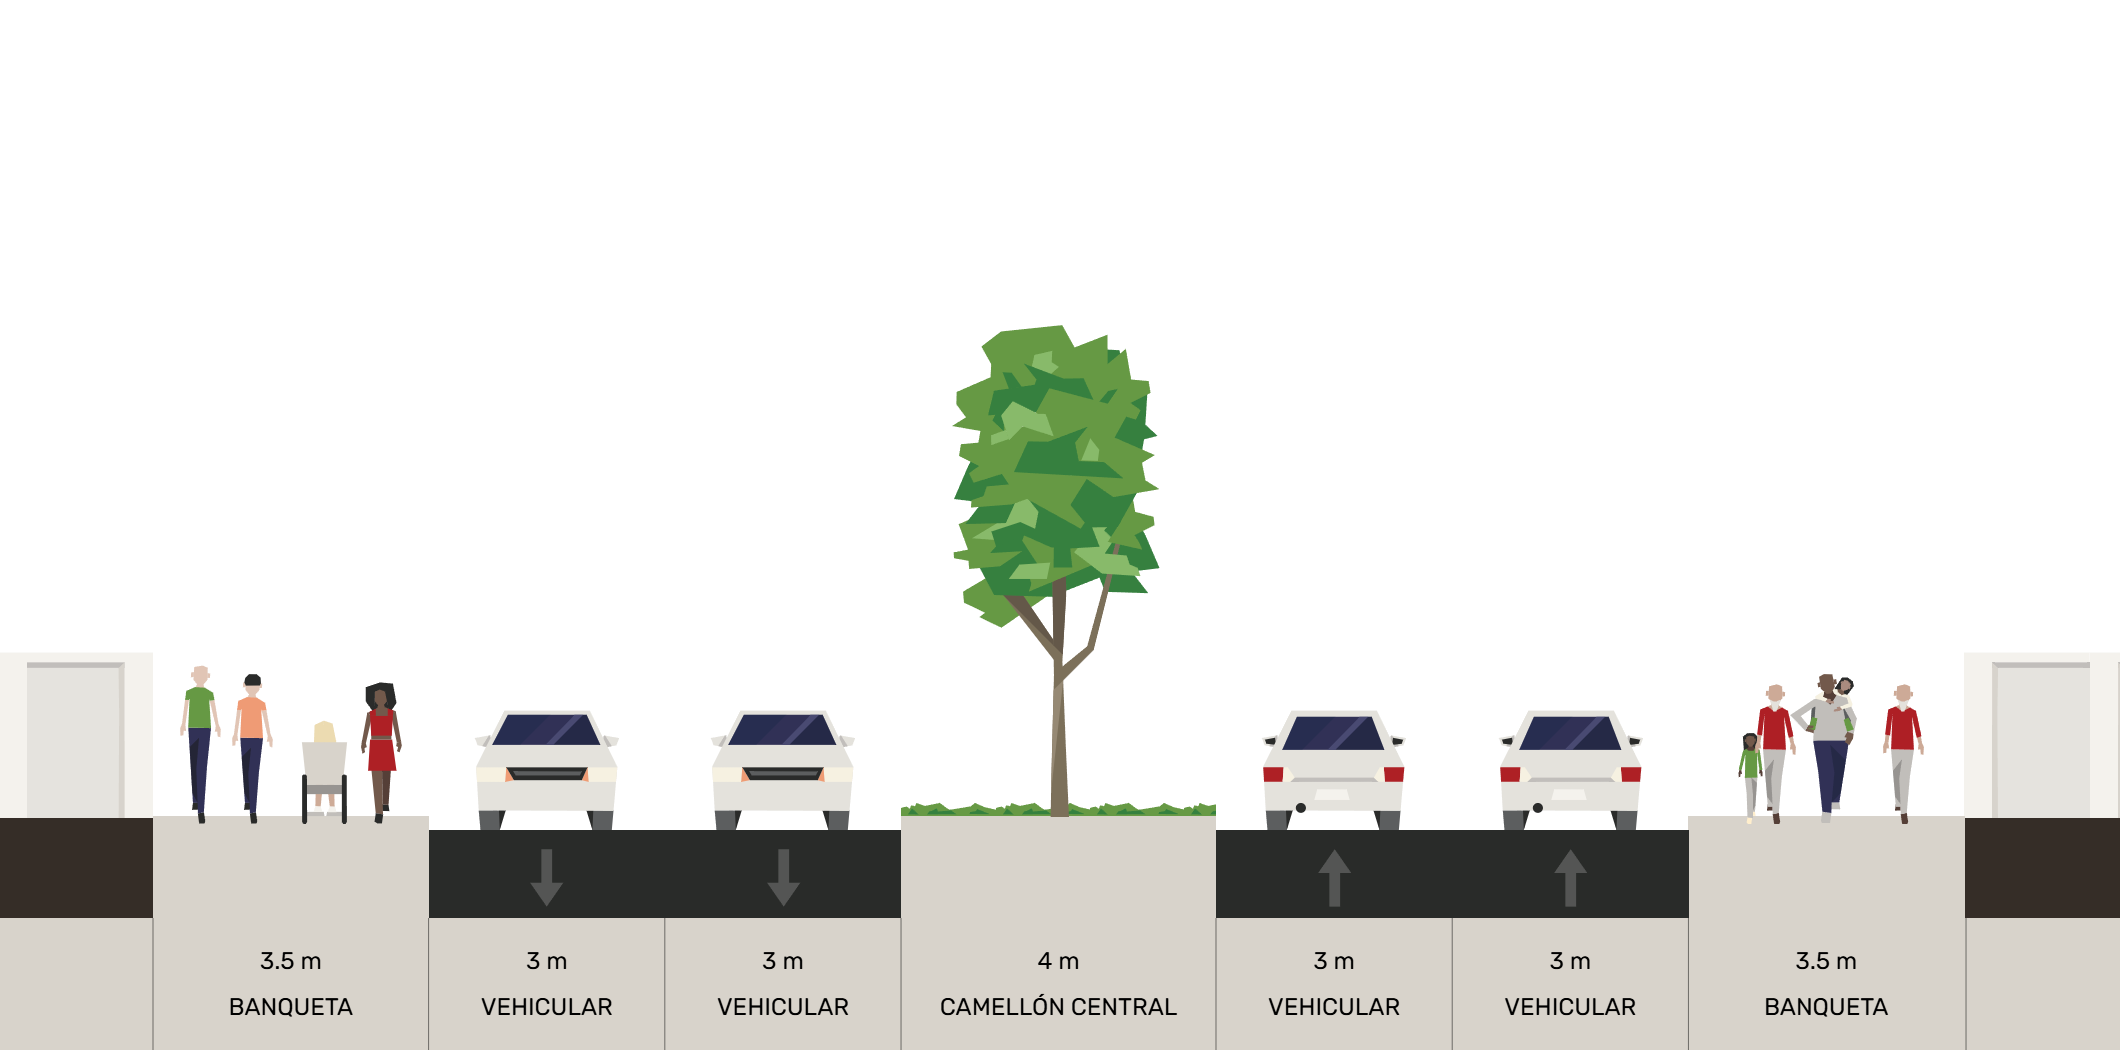 3.5 m
BANQUETA
3 m
VEHICULAR
3 m
VEHICULAR
4 m
CAMELLÓN CENTRAL
3 m
VEHICULAR
3 m
VEHICULAR
3.5 m
BANQUETA